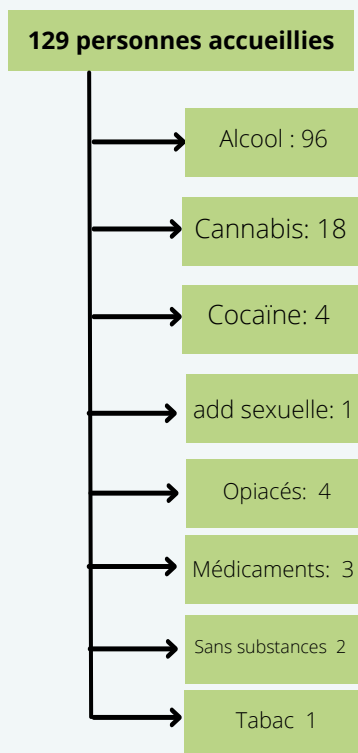 129 personnes accueillies
Alcool : 96
Cannabis: 18
Cocaïne: 4
add sexuelle: 1
Opiacés: 4
Médicaments: 3
Sans substances 2
Tabac 1